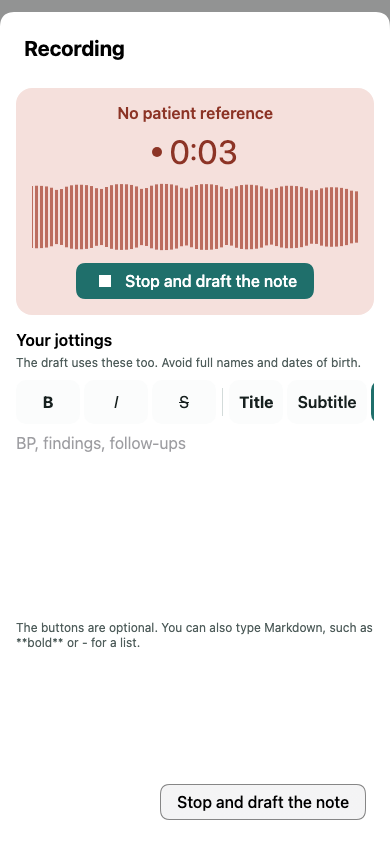 Recording
No patient reference
0:03
Stop and draft the note
Your jottings
The draft uses these too. Avoid full names and dates of birth.
B I S Title Subtitle
BP, findings, follow-ups
The buttons are optional. You can also type Markdown, such as
**bold** or - for a list.
Stop and draft the note